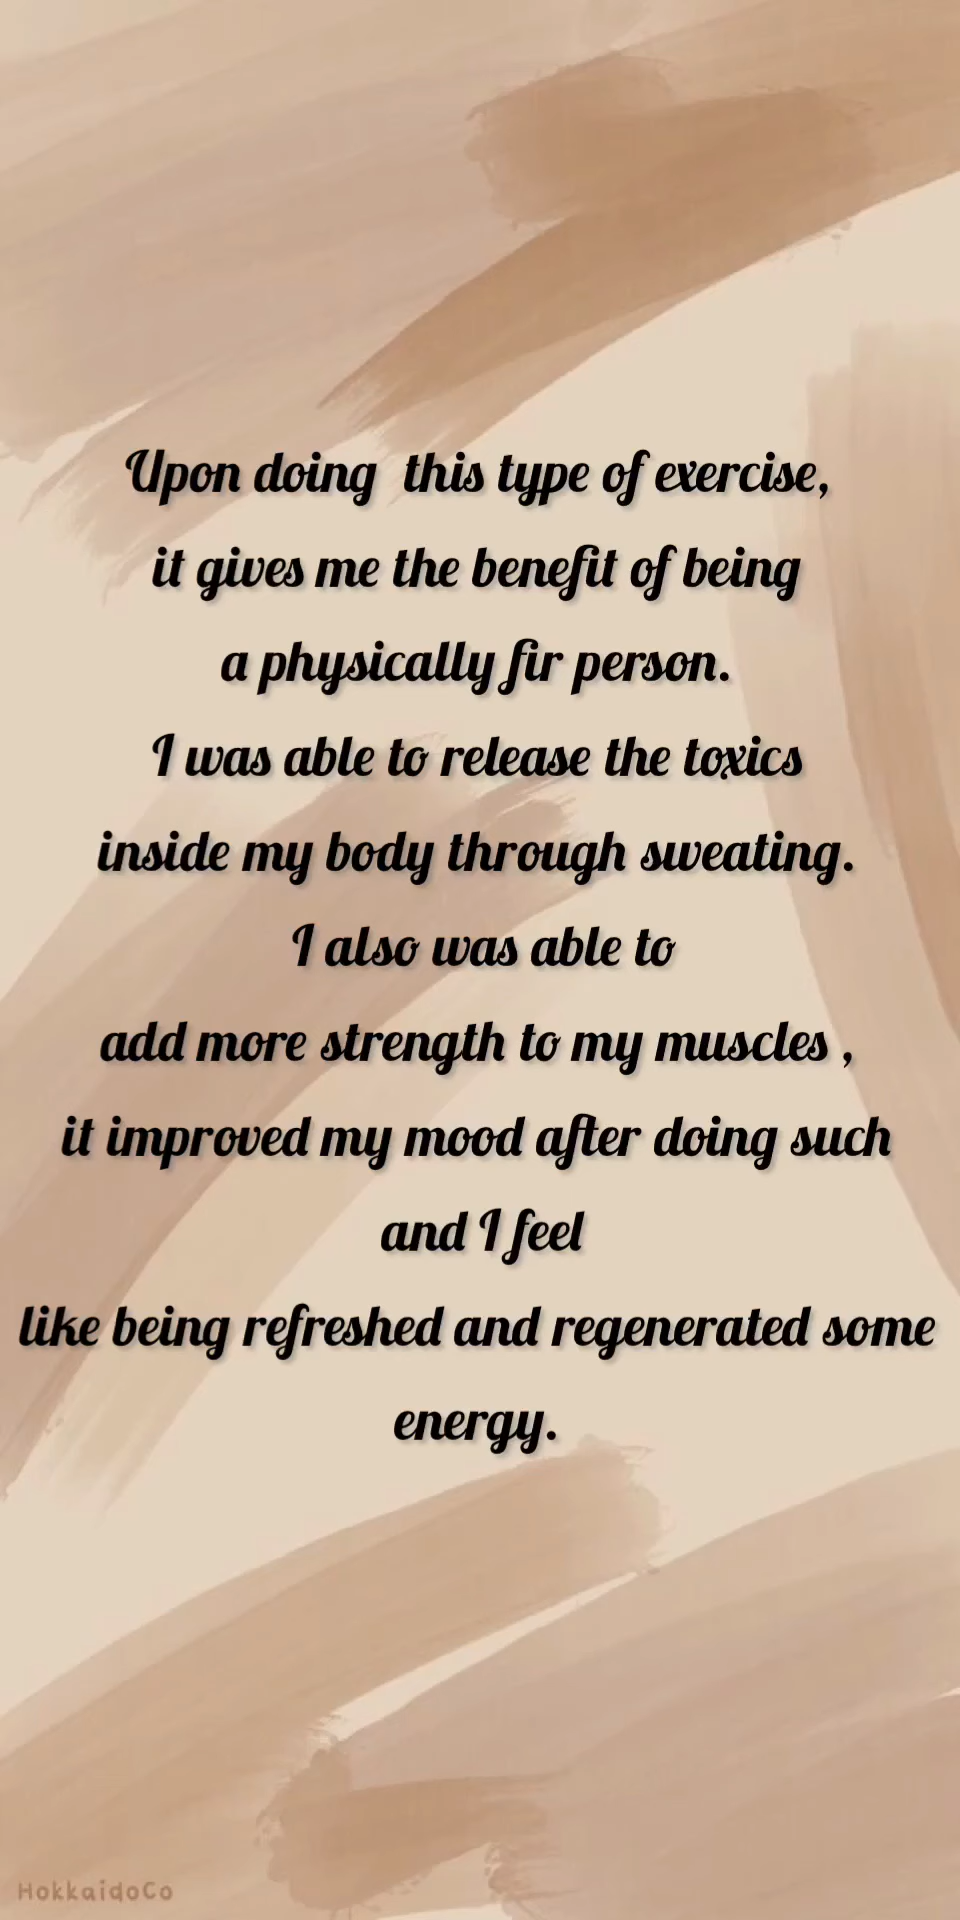 Upon doing  this type of exercise,
it gives me the benefit of being
a physically fir person.
I was able to release the toxics
inside my body through sweating.
I also was able to
add more strength to my muscles ,
it improved my mood after doing such
and I feel
like being refreshed and regenerated some
energy.
HokkaidoCo